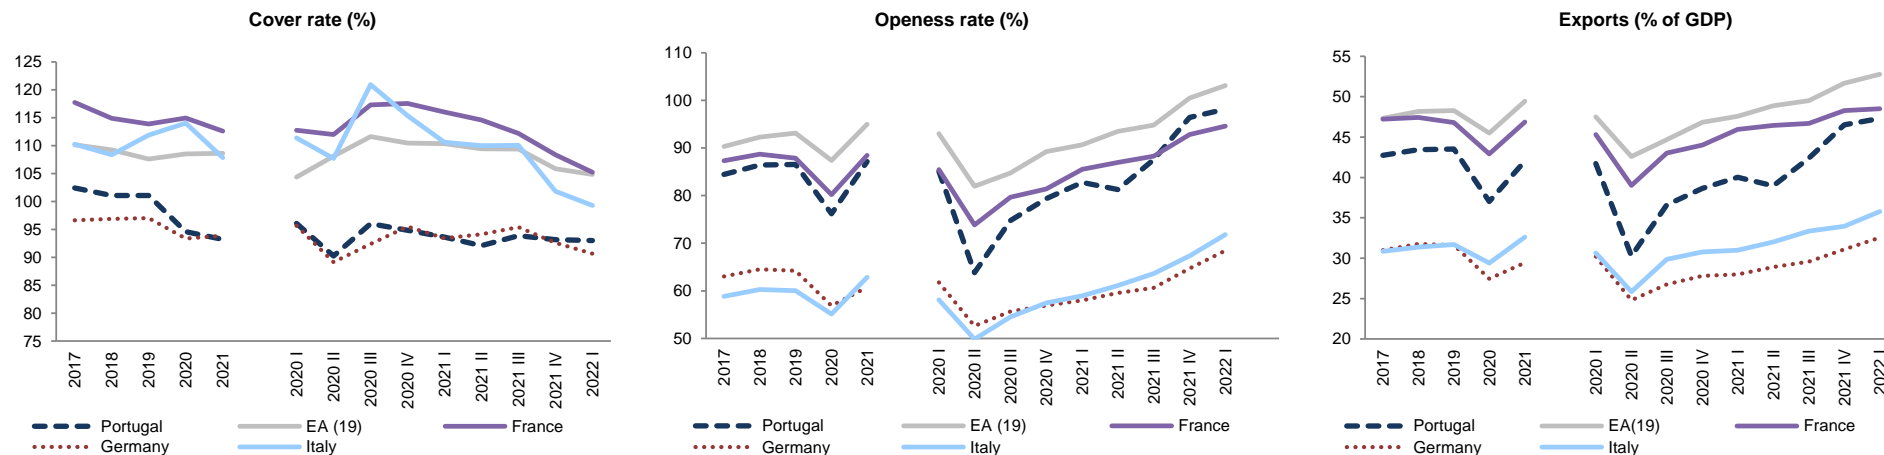 Cover rate (%)
125
120
115
110
105
100
95
90
85
80
75
2017
2018
2019
2020
2021
2020 I
2020 II
2020 III
2020 IV
2021 I
2021 II
2021 III
2021 IV
2022 I
Portugal
EA (19)
France
Germany
Italy
Openess rate (%)
110
100
90
80
70
60
50
2017
2018
2019
2020
2021
2020 I
2020 II
2020 III
2020 IV
2021 I
2021 II
2021 III
2021 IV
2022 I
Portugal
EA (19)
France
Germany
Italy
Exports (% of GDP)
55
50
45
40
35
30
25
20
2017
2018
2019
2020
2021
2020 I
2020 II
2020 III
2020 IV
2021 I
2021 II
2021 III
2021 IV
2022 I
Portugal
EA(19)
France
Germany
Italy